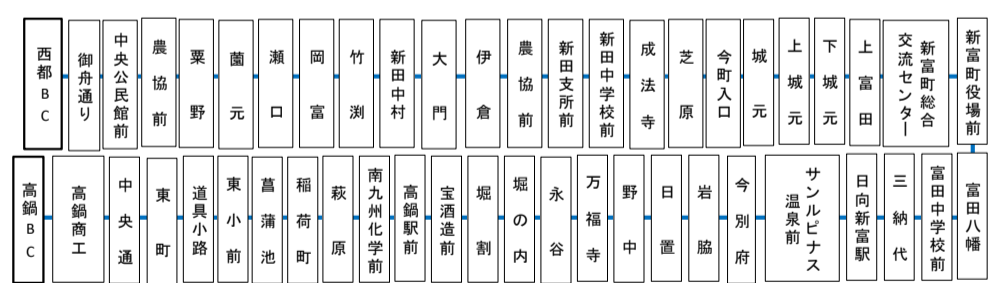 西都BC
御舟通り
中央公民館前
農協前
粟野
薗元
瀬口
岡富
竹渕
新田中村
大門
伊倉
農協前
新田支所前
新田中学校前
成法寺
芝原
今町入口
城元
上城元
下城元
上富田
新富町総合
交流センター
新富町役場前
高鍋BC
高鍋商工
中央通
東町
道具小路
東小前
菖蒲池
稲荷町
萩原
南九州化学前
高鍋駅前
宝酒造前
堀割
堀の内
永谷
万福寺
野中
日置
岩脇
今別府
サンルピナス
温泉前
日向新富駅
三納代
富田中学校前
富田八幡